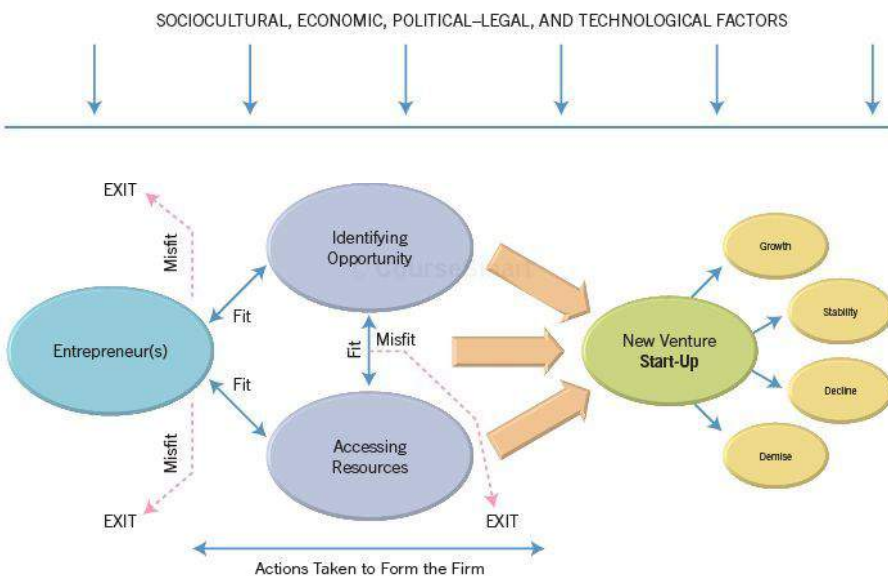 SOCIOCULTURAL, ECONOMIC, POLITICAL–LEGAL, AND TECHNOLOGICAL FACTORS
EXIT
Misfit
Identifying
Opportunity
Growth
Fit
Entrepreneur(s)
Fit
Misfit
New Venture
Start-Up
Stability
Fit
Decline
Misfit
Accessing
Resources
Demise
EXIT
EXIT
Actions Taken to Form the Firm